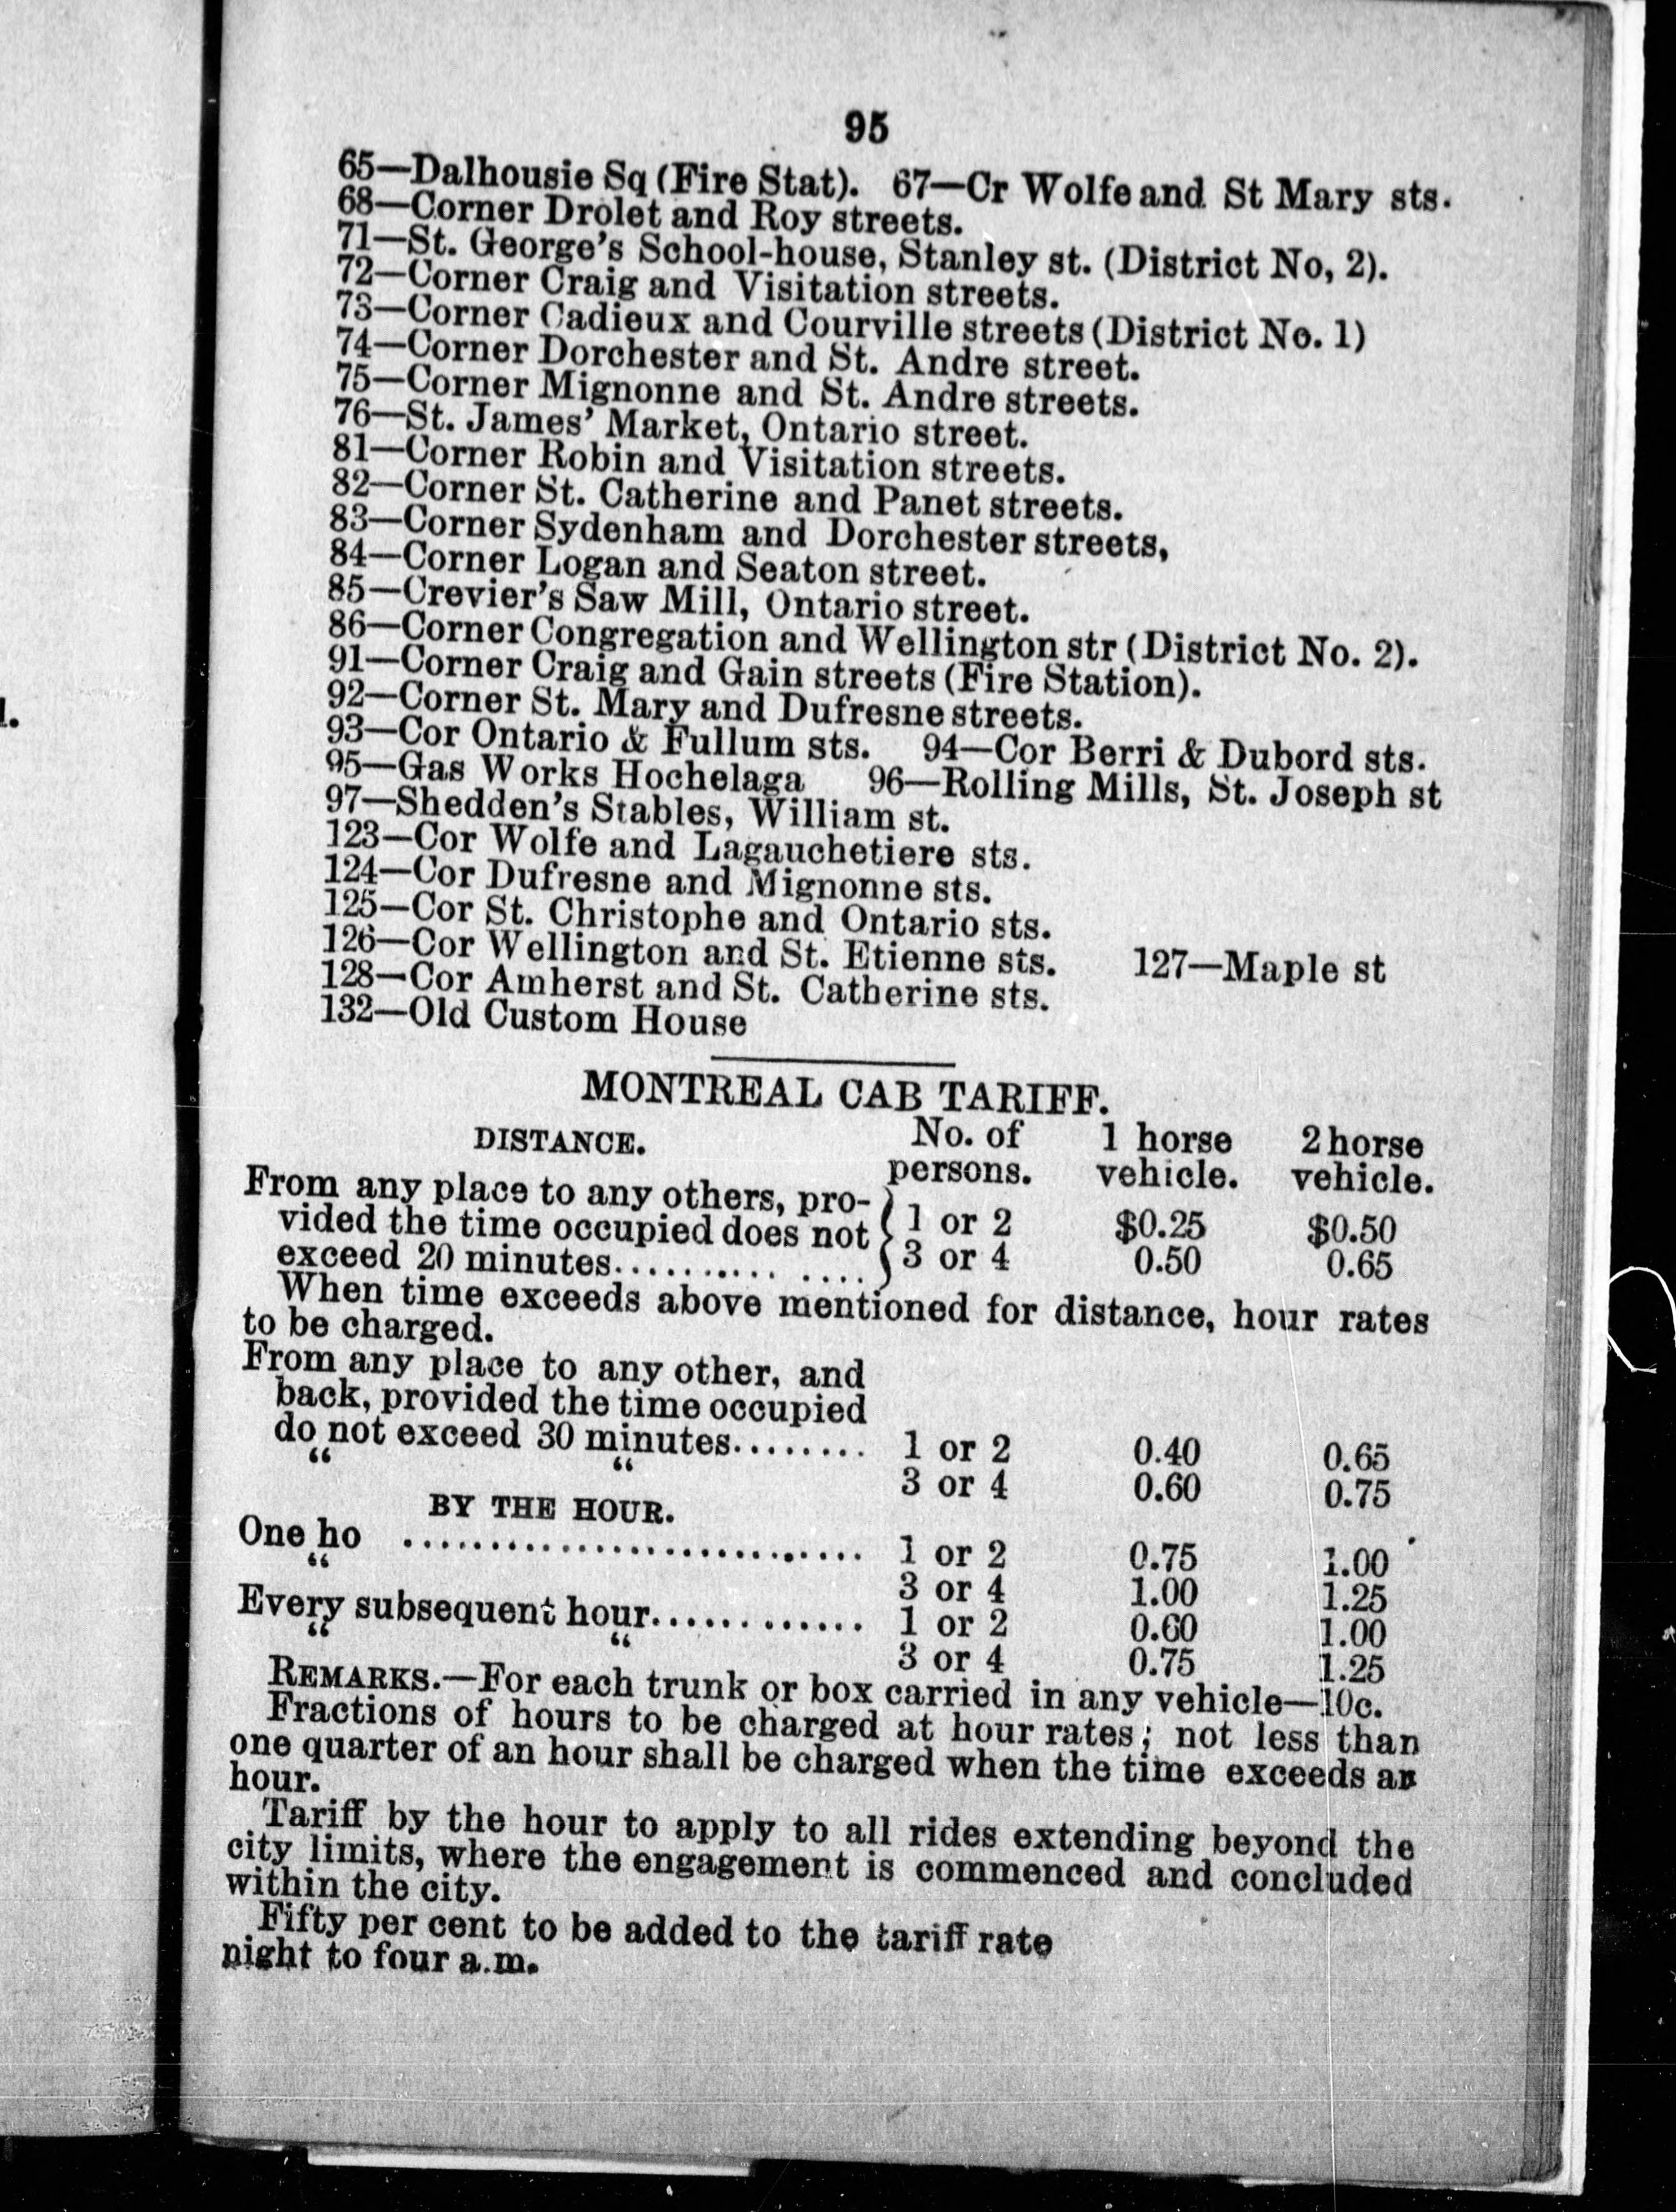 95
65—Dalhousie Sq (Fire Stat). 67—Cr Wolfe and St Mary sts.
68—Corner Drolet and Roy streets.
71—St. George's School-house, Stanley st. (District No, 2).
72—Corner Craig and Visitation streets.
73—Corner Cadieux and Courville streets (District No. 1)
74—Corner Dorchester and St. Andre street.
75—Corner Mignonne and St. Andre streets.
76—St. James' Market, Ontario street.
81—Corner Robin and Visitation streets.
82—Corner St. Catherine and Panet streets.
83—Corner Sydenham and Dorchester streets,
84—Corner Logan and Seaton street.
85—Crevier's Saw Mill, Ontario street.
86—Corner Congregation and Wellington str (District No. 2).
91—Corner Craig and Gain streets (Fire Station).
92—Corner St. Mary and Dufresne streets.
93—Cor Ontario & Fullum sts. 94—Cor Berri & Dubord sts.
95—Gas Works Hochelaga 96—Rolling Mills, St. Joseph st
97—Shedden's Stables, William st.
123—Cor Wolfe and Lagauchetiere sts.
124—Cor Dufresne and Mignonne sts.
125—Cor St. Christophe and Ontario sts.
126—Cor Wellington and St. Etienne sts. 127—Maple st
128—Cor Amherst and St. Catherine sts.
132—Old Custom House
MONTREAL CAB TARIFF.
DISTANCE. No. of 1 horse 2 horse
persons. vehicle. vehicle.
From any place to any others, pro-
vided the time occupied does not 1 or 2 $0.25 $0.50
exceed 20 minutes.............. 3 or 4 0.50 0.65
When time exceeds above mentioned for distance, hour rates
to be charged.
From any place to any other, and
back, provided the time occupied
do not exceed 30 minutes........ 1 or 2 0.40 0.65
" " 3 or 4 0.60 0.75
BY THE HOUR.
One ho .......................... 1 or 2 0.75 1.00
" 3 or 4 1.00 1.25
Every subsequent hour............. 1 or 2 0.60 1.00
" " 3 or 4 0.75 1.25
REMARKS.—For each trunk or box carried in any vehicle—10c.
Fractions of hours to be charged at hour rates; not less than
one quarter of an hour shall be charged when the time exceeds an
hour.
Tariff by the hour to apply to all rides extending beyond the
city limits, where the engagement is commenced and concluded
within the city.
Fifty per cent to be added to the tariff rate
night to four a.m.